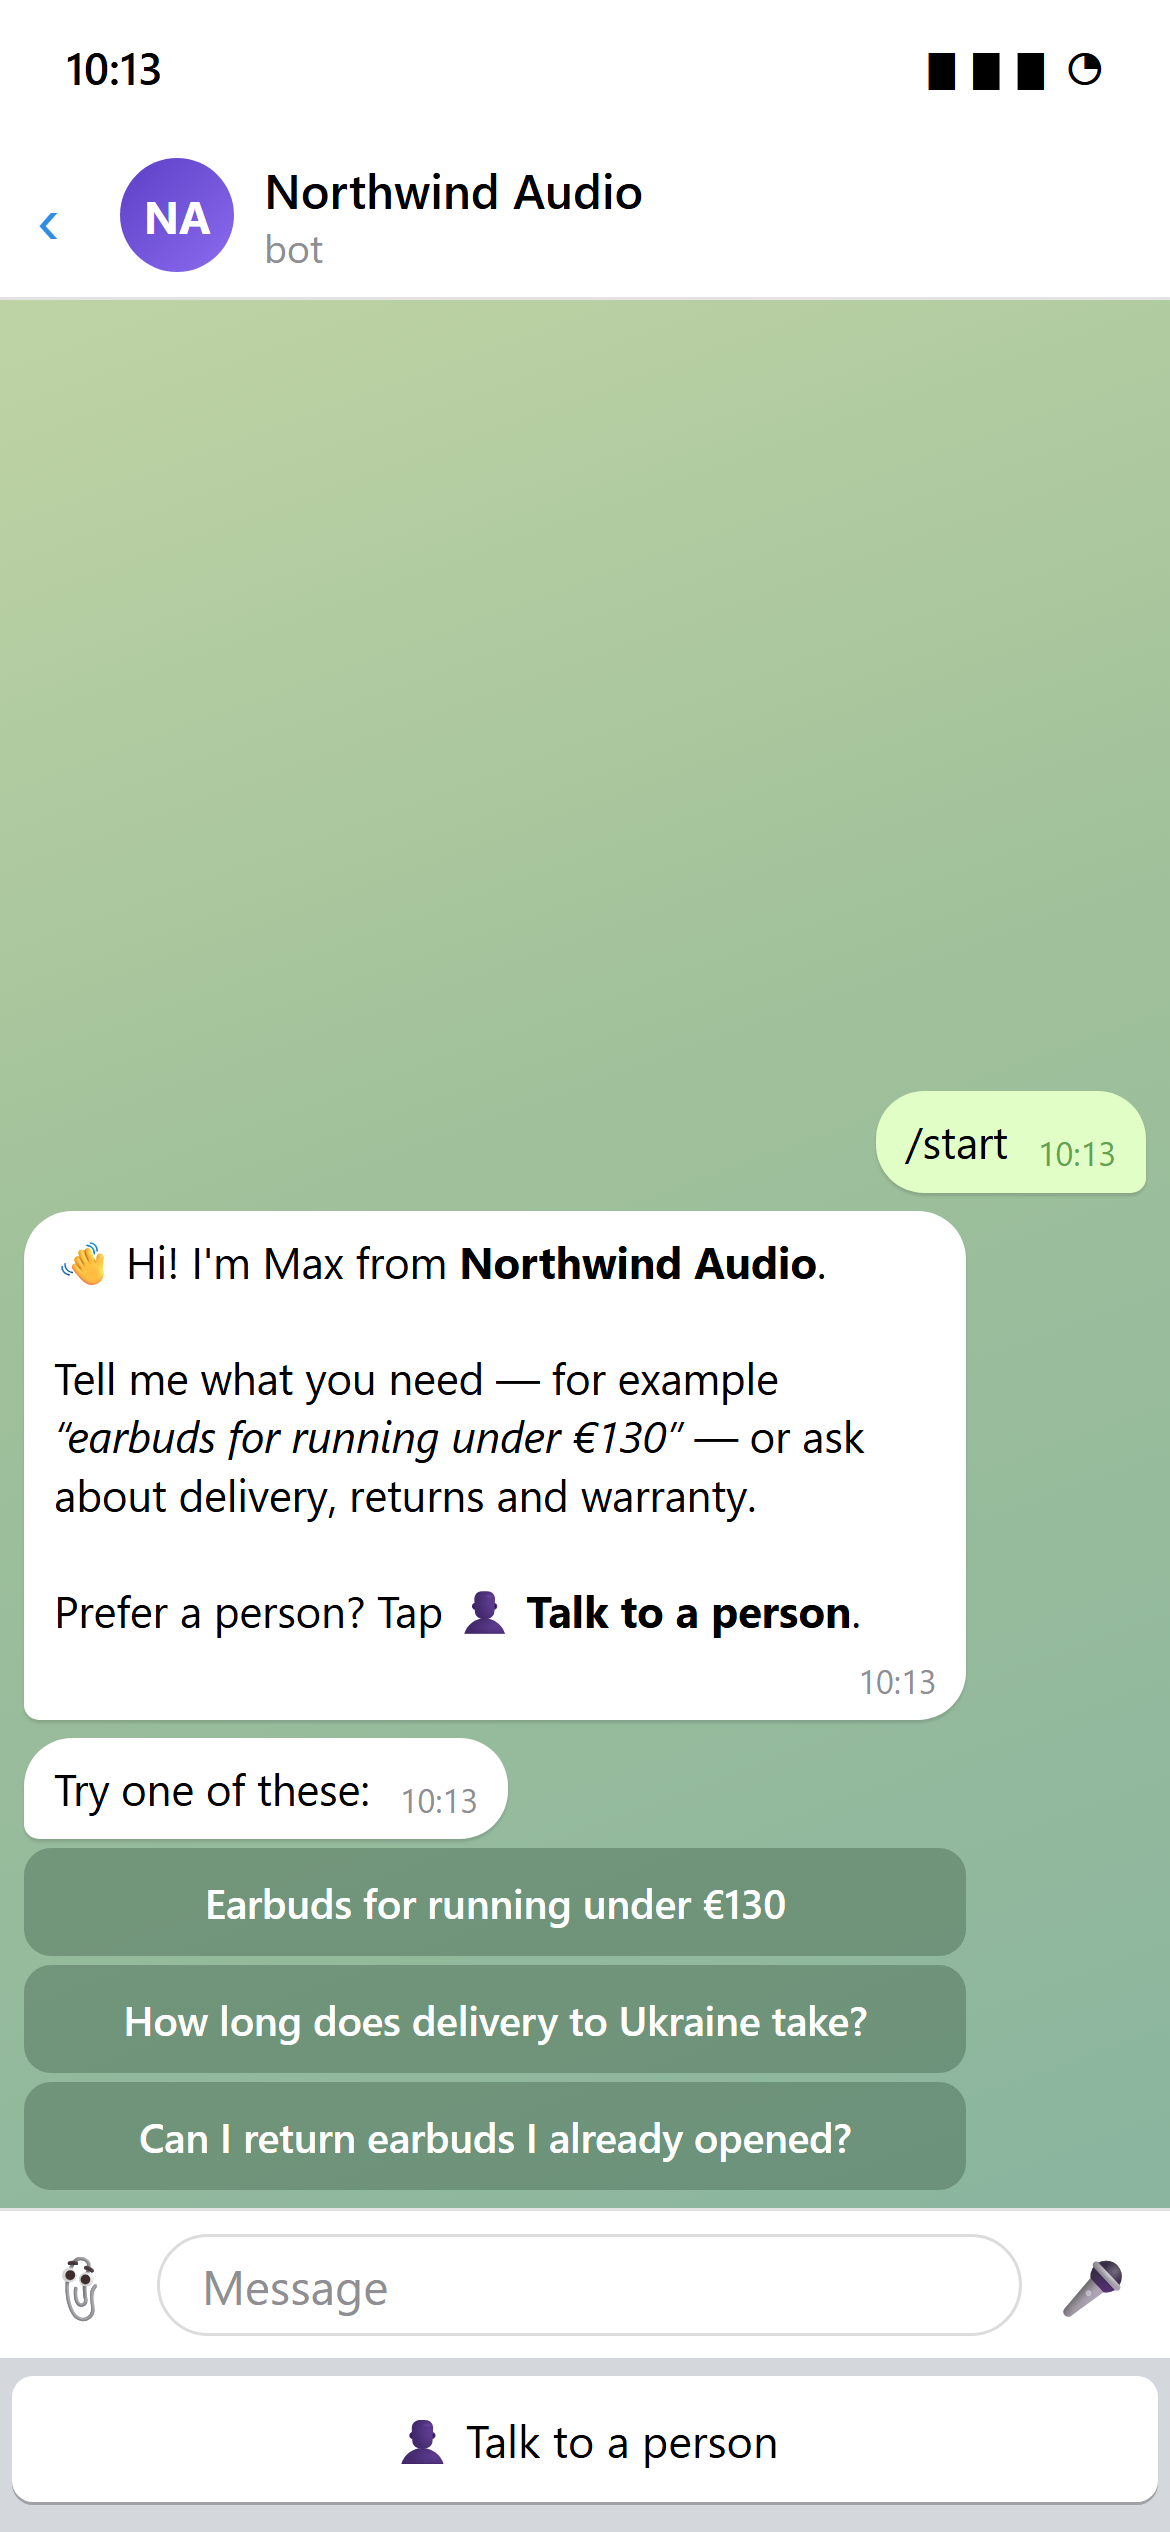 10:13
NA
Northwind Audio
bot
/start 10:13
👋 Hi! I'm Max from Northwind Audio.
Tell me what you need — for example
“earbuds for running under €130” — or ask
about delivery, returns and warranty.
Prefer a person? Tap 👤 Talk to a person.
10:13
Try one of these: 10:13
Earbuds for running under €130
How long does delivery to Ukraine take?
Can I return earbuds I already opened?
Message
👤 Talk to a person